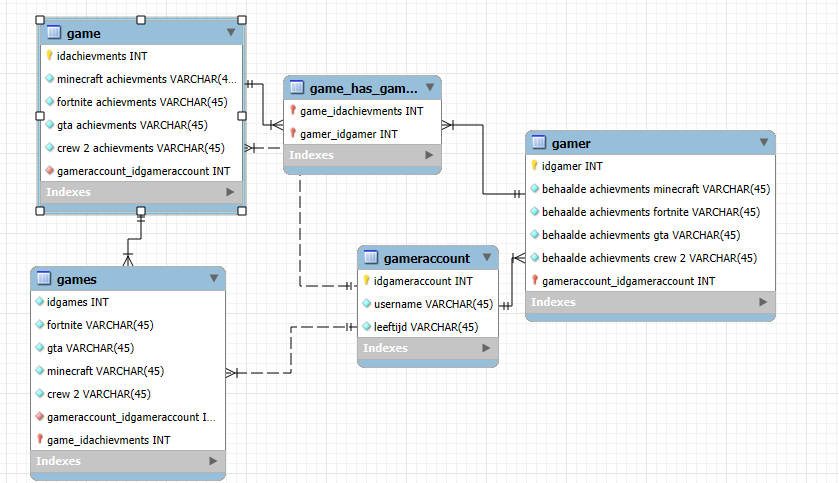 game
idachievments INT
minecraft achievments VARCHAR(4...
fortnite achievments VARCHAR(45)
gta achievments VARCHAR(45)
crew 2 achievments VARCHAR(45)
gameraccount_idgameraccount INT
Indexes
game_has_gam...
game_idachievments INT
gamer_idgamer INT
Indexes
gamer
idgamer INT
behaalde achievments minecraft VARCHAR(45)
behaalde achievments fortnite VARCHAR(45)
behaalde achievments gta VARCHAR(45)
behaalde achievments crew 2 VARCHAR(45)
gameraccount_idgameraccount INT
Indexes
gameraccount
idgameraccount INT
username VARCHAR(45)
leeftijd VARCHAR(45)
Indexes
games
idgames INT
fortnite VARCHAR(45)
gta VARCHAR(45)
minecraft VARCHAR(45)
crew 2 VARCHAR(45)
gameraccount_idgameraccount I...
game_idachievments INT
Indexes